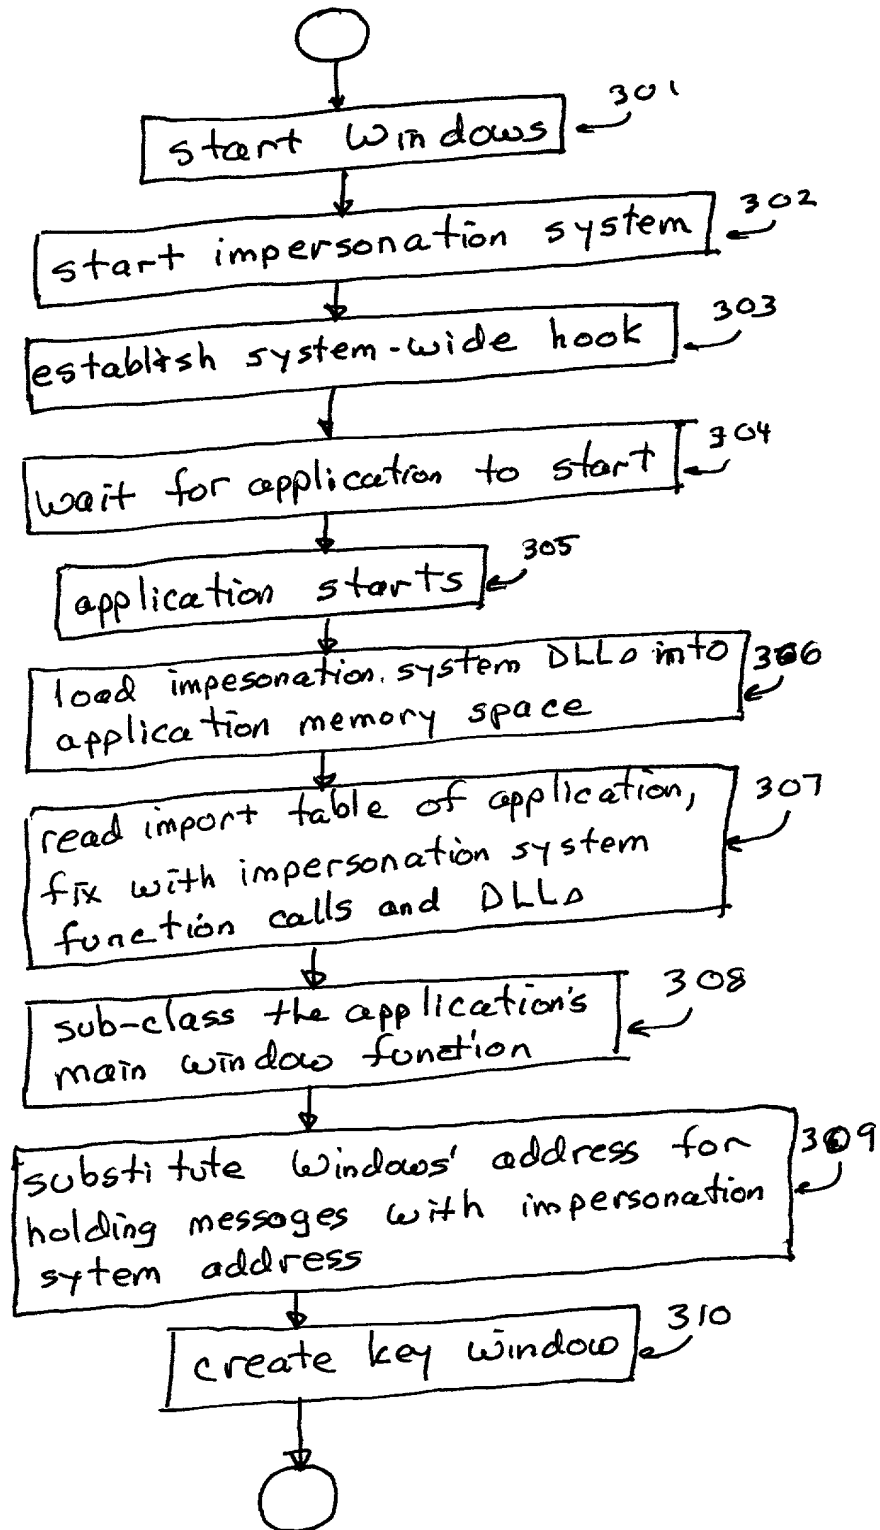 301
start Windows
302
start impersonation system
303
establish system-wide hook
304
wait for application to start
305
application starts
306
load impesonation system DLLs into
application memory space
307
read import table of application,
fix with impersonation system
function calls and DLLs
308
sub-class the application's
main window function
309
substitute Windows' address for
holding messages with impersonation
sytem address
310
create key window